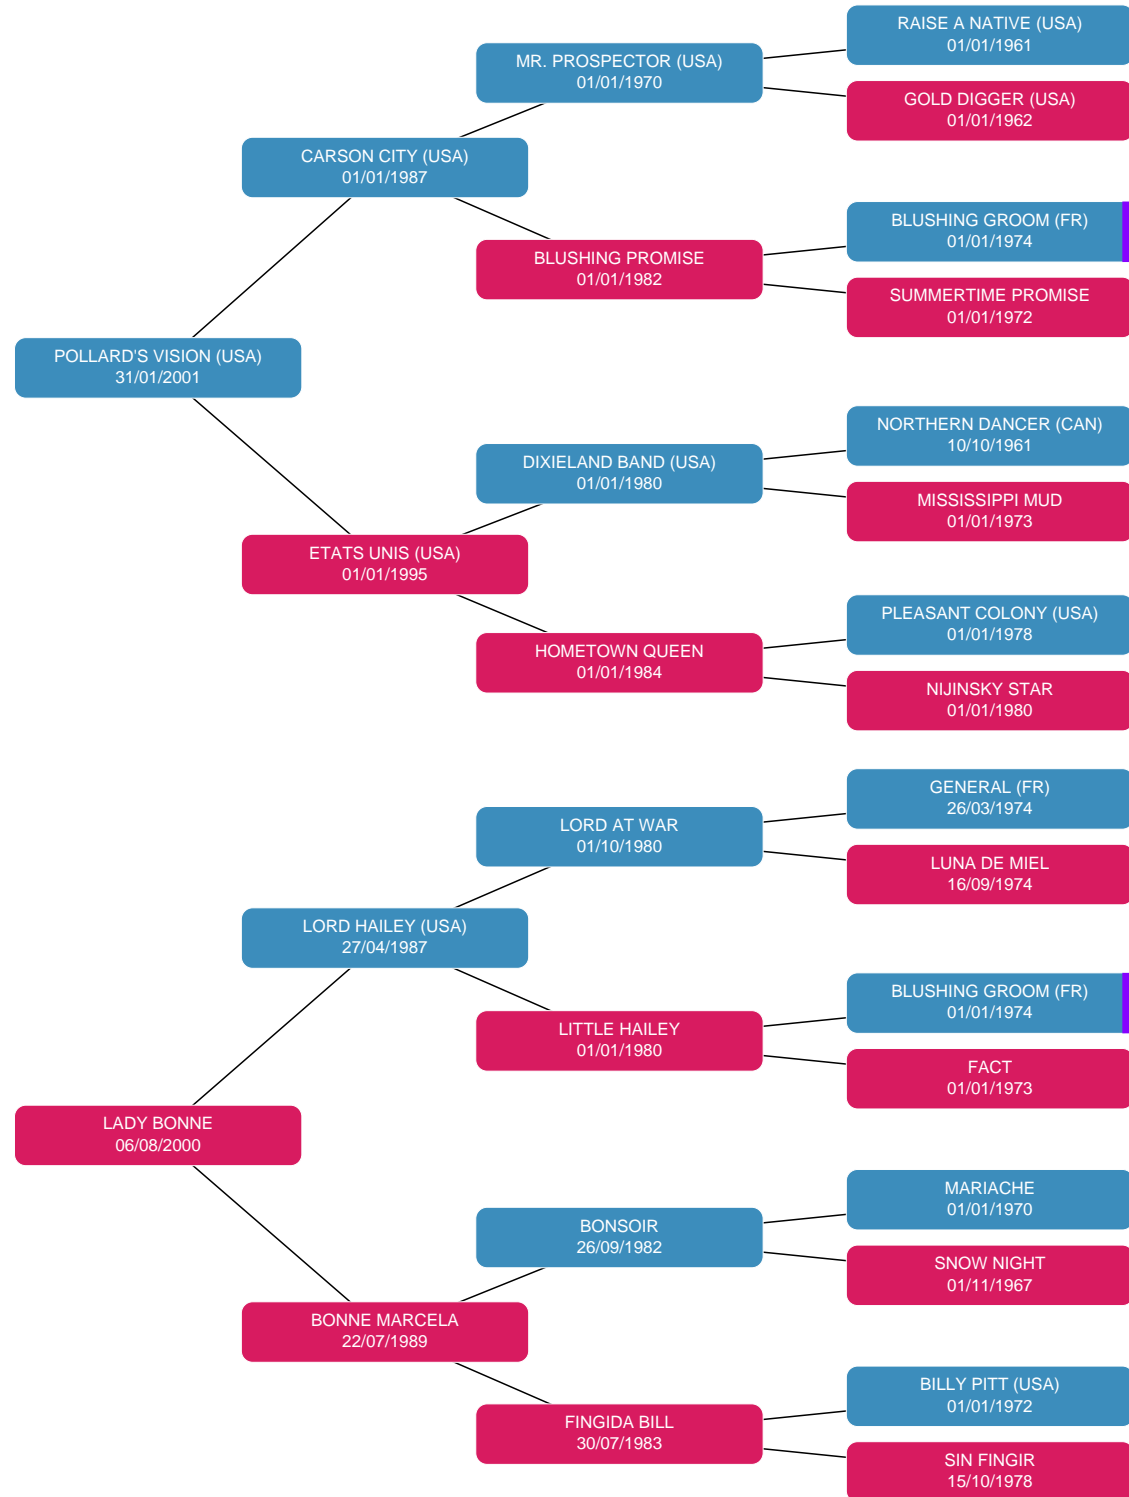 RAISE A NATIVE (USA)
01/01/1961
MR. PROSPECTOR (USA)
01/01/1970
GOLD DIGGER (USA)
01/01/1962
CARSON CITY (USA)
01/01/1987
BLUSHING GROOM (FR)
01/01/1974
BLUSHING PROMISE
01/01/1982
SUMMERTIME PROMISE
01/01/1972
POLLARD'S VISION (USA)
31/01/2001
NORTHERN DANCER (CAN)
10/10/1961
DIXIELAND BAND (USA)
01/01/1980
MISSISSIPPI MUD
01/01/1973
ETATS UNIS (USA)
01/01/1995
PLEASANT COLONY (USA)
01/01/1978
HOMETOWN QUEEN
01/01/1984
NIJINSKY STAR
01/01/1980
GENERAL (FR)
26/03/1974
LORD AT WAR
01/10/1980
LUNA DE MIEL
16/09/1974
LORD HAILEY (USA)
27/04/1987
BLUSHING GROOM (FR)
01/01/1974
LITTLE HAILEY
01/01/1980
FACT
01/01/1973
LADY BONNE
06/08/2000
MARIACHE
01/01/1970
BONSOIR
26/09/1982
SNOW NIGHT
01/11/1967
BONNE MARCELA
22/07/1989
BILLY PITT (USA)
01/01/1972
FINGIDA BILL
30/07/1983
SIN FINGIR
15/10/1978